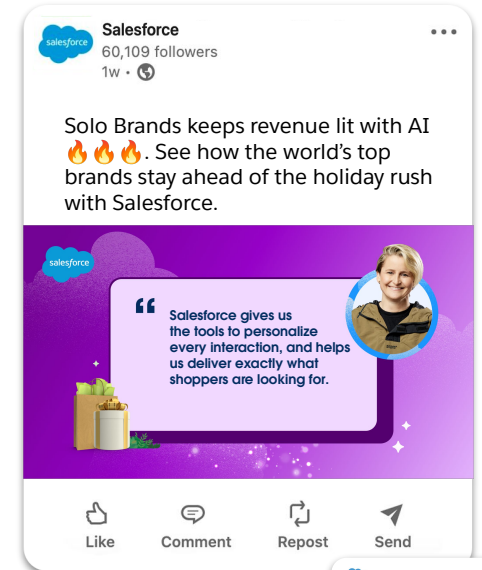 Salesforce
60,109 followers
1w •
Solo Brands keeps revenue lit with AI
🔥🔥🔥. See how the world’s top
brands stay ahead of the holiday rush
with Salesforce.
salesforce
salesforce
“
Salesforce gives us
the tools to personalize
every interaction, and helps
us deliver exactly what
shoppers are looking for.
Like
Comment
Repost
Send